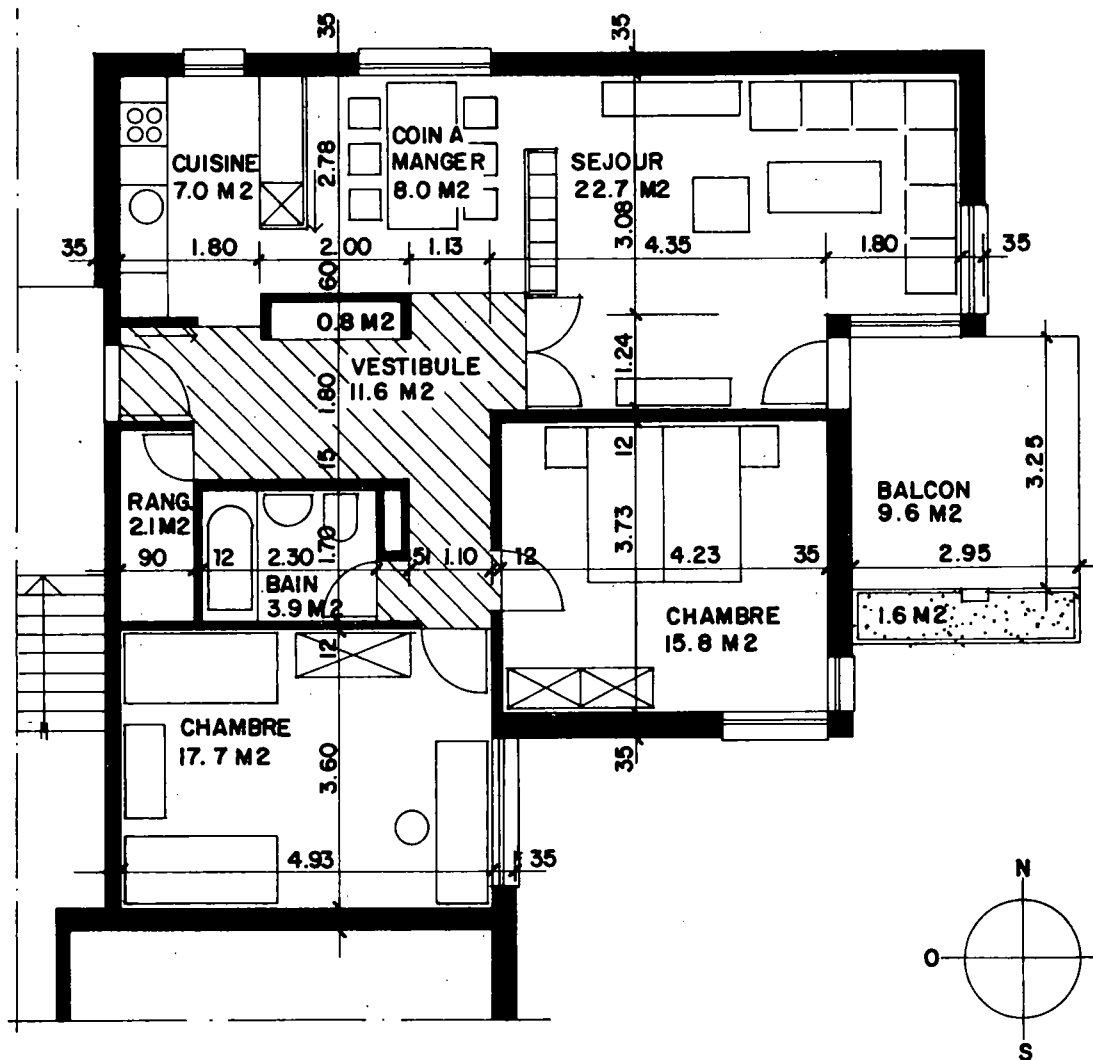 35
35
CUISINE
7.0 M2
2.78
COIN A
MANGER
8.0 M2
SEJOUR
22.7 M2
3.08
35
1.80
2.00
1.13
4.35
1.80
35
60
0.8 M2
VESTIBULE
11.6 M2
1.24
1.80
15
12
RANG.
2.1 M2
BALCON
9.6 M2
3.25
90
12
2.30
1.70
51
1.10
12
3.73
4.23
35
2.95
BAIN
3.9 M2
CHAMBRE
15.8 M2
1.6 M2
12
CHAMBRE
17.7 M2
3.60
35
4.93
35
N
O
S